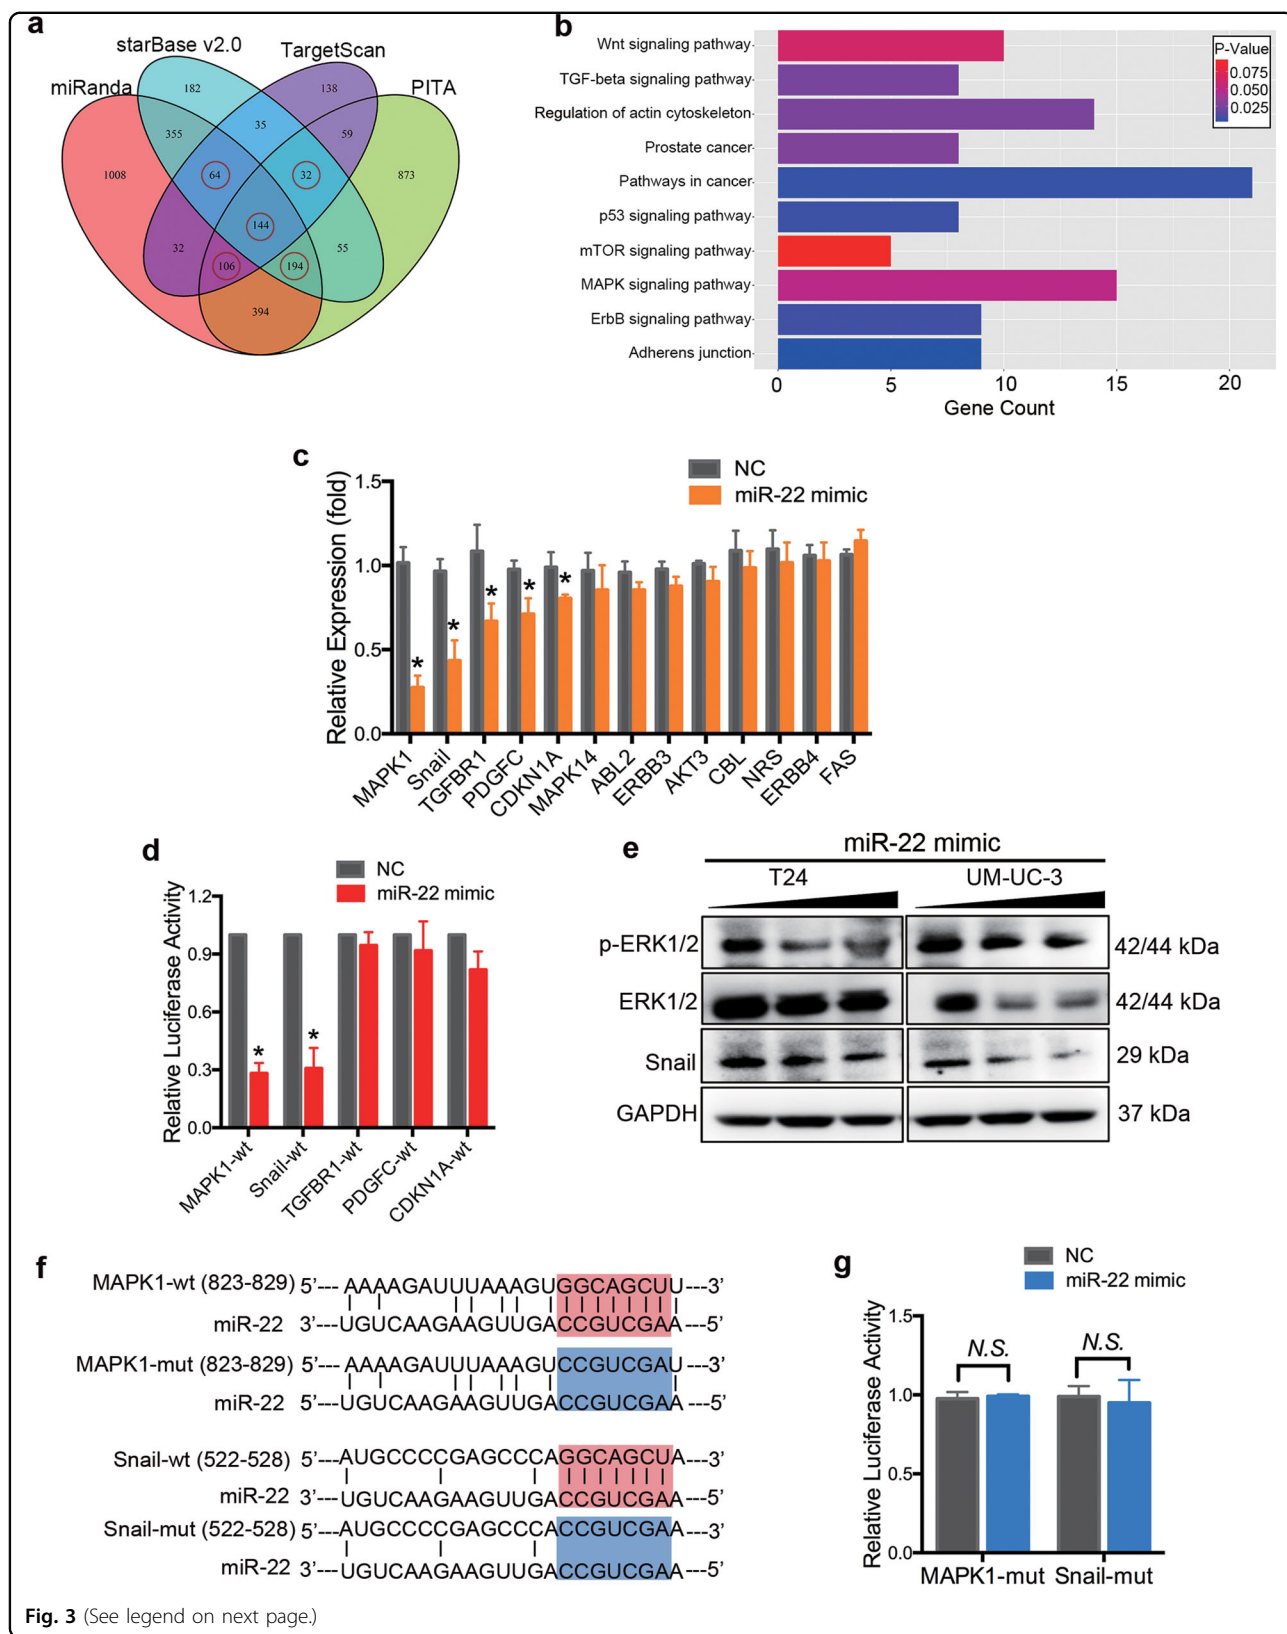 a
starBase v2.0
TargetScan
miRanda
PITA
182
138
355
35
59
1008
64
32
873
144
32
55
106
194
394
b
Wnt signaling pathway
TGF-beta signaling pathway
Regulation of actin cytoskeleton
Prostate cancer
Pathways in cancer
p53 signaling pathway
mTOR signaling pathway
MAPK signaling pathway
ErbB signaling pathway
Adherens junction
P-Value
0.075
0.050
0.025
0 5 10 15 20
Gene Count
c
NC
miR-22 mimic
Relative Expression (fold)
1.5
1.0
0.5
0.0
* * * * *
MAPK1 Snail TGFBR1 PDGFC CDKN1A MAPK14 ABL2 ERBB3 AKT3 CBL NRS ERBB4 FAS
d
NC
miR-22 mimic
Relative Luciferase Activity
1.2
0.9
0.6
0.3
0.0
* *
MAPK1-wt Snail-wt TGFBR1-wt PDGFC-wt CDKN1A-wt
e
miR-22 mimic
T24 UM-UC-3
p-ERK1/2 42/44 kDa
ERK1/2 42/44 kDa
Snail 29 kDa
GAPDH 37 kDa
f
MAPK1-wt (823-829) 5’--- AAAAGAUUUAAAGUGGCAGCUU---3’
miR-22 3’---UGUCAAGAAGUUGACCGUCGAA---5’
MAPK1-mut (823-829) 5’---AAAAGAUUUAAAGUCCGUCGAU---3’
miR-22 3’---UGUCAAGAAGUUGACCGUCGAA---5’
Snail-wt (522-528) 5’---AUGCCCCGAGCCCAGGCAGCUA---3’
miR-22 3’---UGUCAAGAAGUUGACCGUCGAA---5’
Snail-mut (522-528) 5’---AUGCCCCGAGCCCACCGUCGAA---3’
miR-22 3’---UGUCAAGAAGUUGACCGUCGAA---5’
g
NC
miR-22 mimic
Relative Luciferase Activity
1.5
1.0
0.5
0.0
N.S. N.S.
MAPK1-mut Snail-mut
Fig. 3 (See legend on next page.)